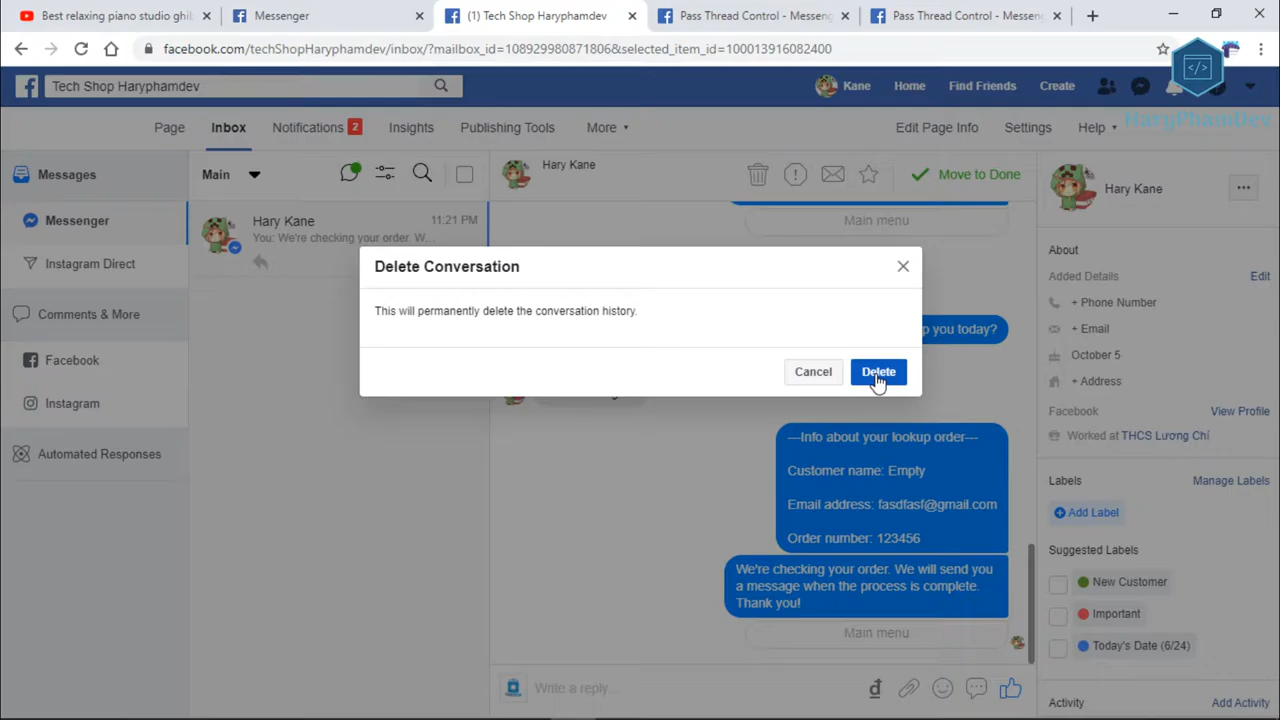 Best relaxing piano studio ghib
Messenger
(1) Tech Shop Haryphamdev
Pass Thread Control - Messeng
Pass Thread Control - Messeng
facebook.com/techShopHaryphamdev/inbox/?mailbox_id=108929980871806&selected_item_id=100013916082400
Tech Shop Haryphamdev
Kane
Home
Find Friends
Create
</>
HaryPhamDev
Page
Inbox
Notifications 2
Insights
Publishing Tools
More
Edit Page Info
Settings
Help
Messages
Main
Hary Kane
Move to Done
Hary Kane
Messenger
Hary Kane
11:21 PM
You: We're checking your order. W...
Main menu
Instagram Direct
Comments & More
Facebook
Instagram
Automated Responses
Delete Conversation
This will permanently delete the conversation history.
Cancel
Delete
p you today?
---Info about your lookup order---
Customer name: Empty
Email address: fasdfasf@gmail.com
Order number: 123456
We're checking your order. We will send you
a message when the process is complete.
Thank you!
Main menu
Write a reply...
đ
About
Added Details
Edit
+ Phone Number
+ Email
October 5
+ Address
Facebook
View Profile
Worked at THCS Lương Chí
Labels
Manage Labels
Add Label
Suggested Labels
New Customer
Important
Today's Date (6/24)
Activity
Add Activity